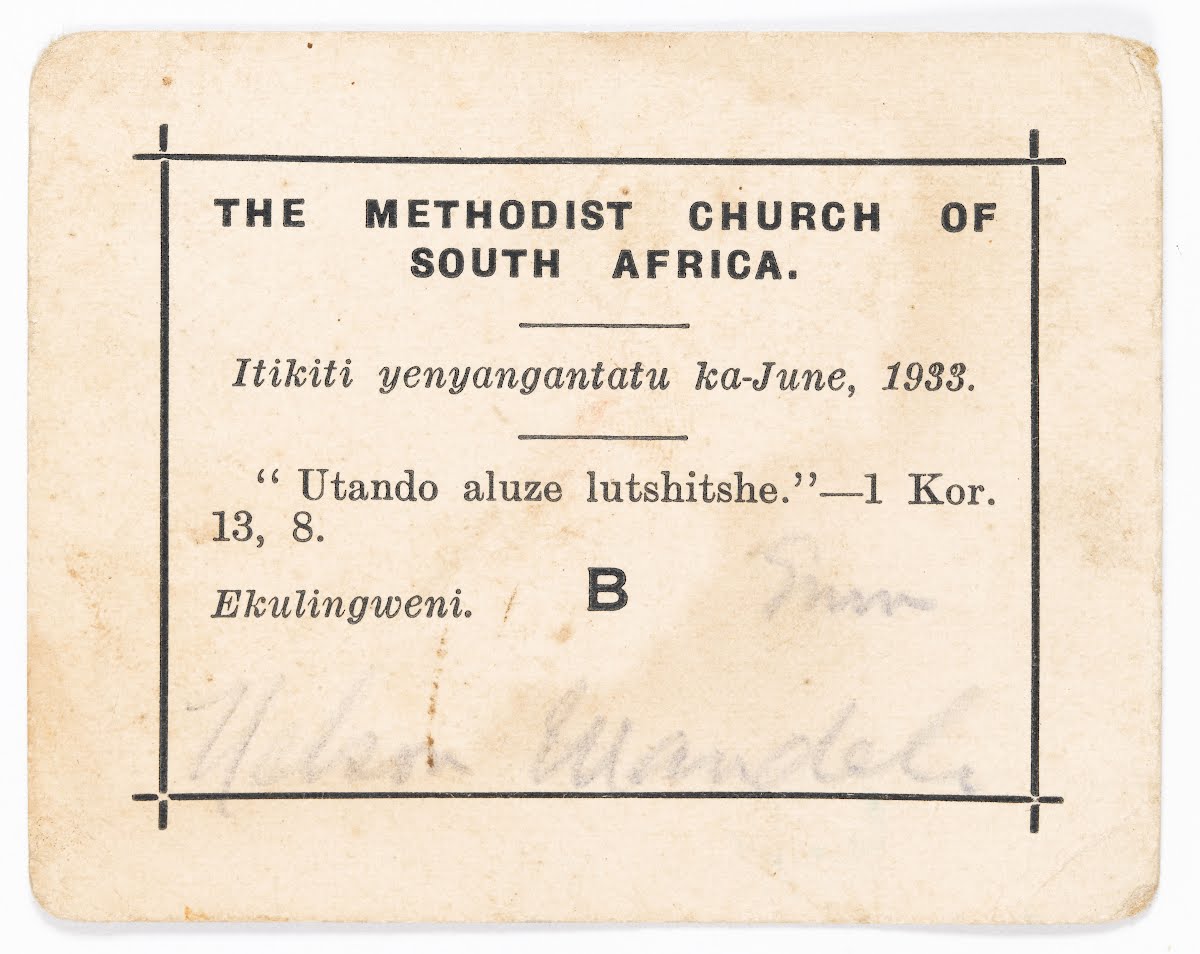 THE METHODIST CHURCH OF
SOUTH AFRICA.
Itikiti yenyangantatu ka-June, 1933.
“ Utando aluze lutshitshe.”—1 Kor.
13, 8.
Ekulingweni. B
Nelson Mandela